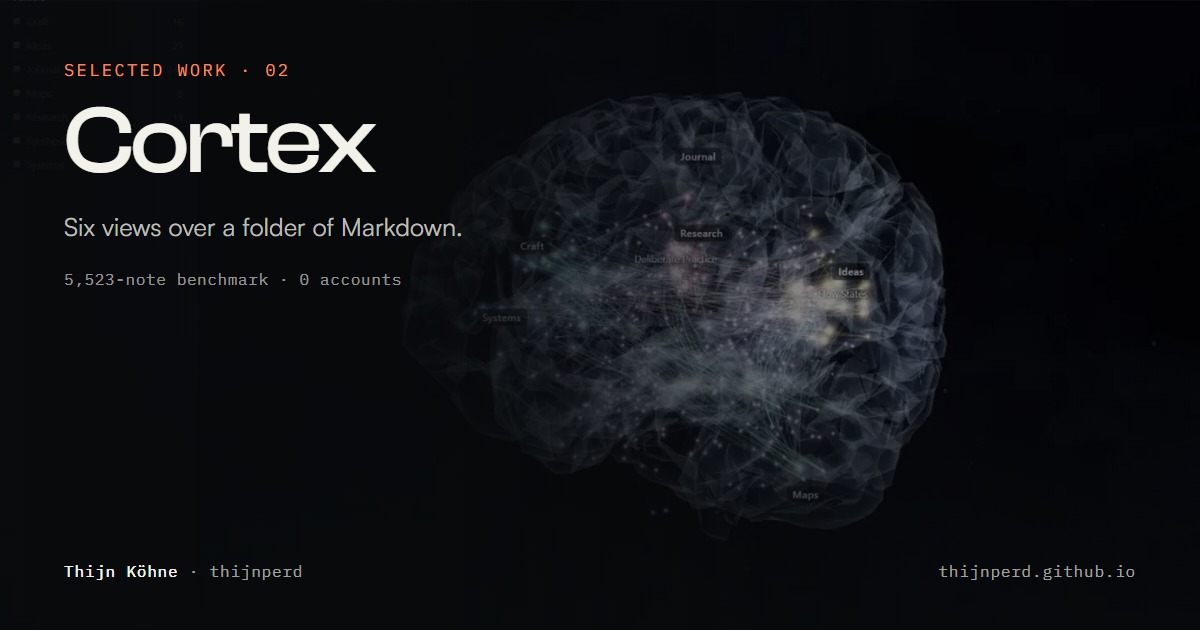 SELECTED WORK · 02
Cortex
Six views over a folder of Markdown.
5,523-note benchmark · 0 accounts
Journal
Research
Craft
Deliberate Practice
Ideas
Flow States
Systems
Maps
Thijn Köhne · thijnperd
thijnperd.github.io